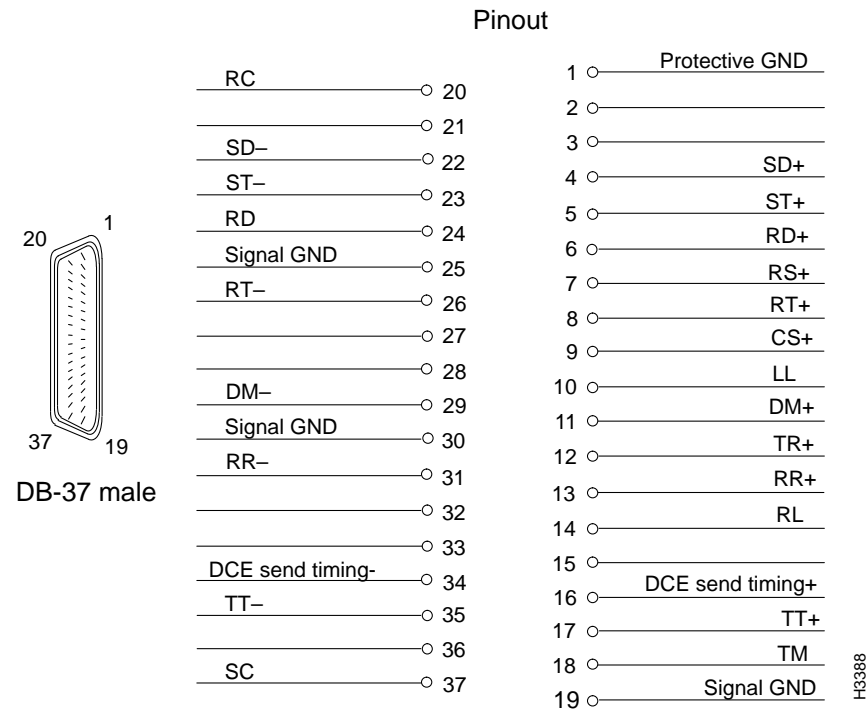 Pinout
RC
20
21
SD–
22
ST–
23
RD
24
Signal GND
25
RT–
26
27
28
DM–
29
Signal GND
30
RR–
31
32
33
DCE send timing-
34
TT–
35
36
SC
37
Protective GND
1
2
3
SD+
4
ST+
5
RD+
6
RS+
7
RT+
8
CS+
9
LL
10
DM+
11
TR+
12
RR+
13
RL
14
15
DCE send timing+
16
TT+
17
TM
18
Signal GND
19
20
1
37
19
DB-37 male
H3388